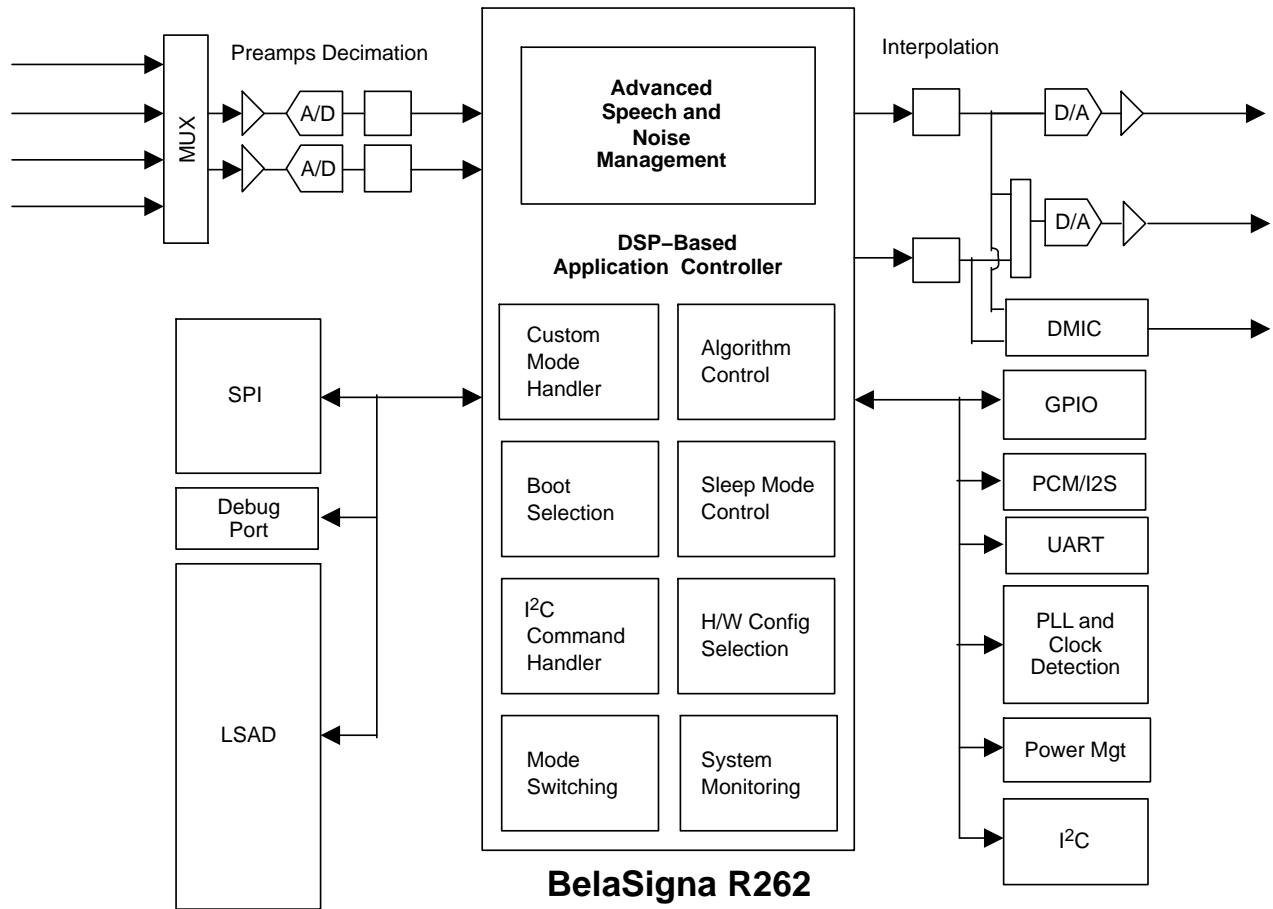 Preamps Decimation
Interpolation
MUX
A/D
A/D
Advanced
Speech and
Noise
Management
D/A
D/A
DMIC
DSP–Based
Application Controller
SPI
Debug
Port
LSAD
Custom
Mode
Handler
Algorithm
Control
Boot
Selection
Sleep Mode
Control
I²C
Command
Handler
H/W Config
Selection
Mode
Switching
System
Monitoring
GPIO
PCM/I2S
UART
PLL and
Clock
Detection
Power Mgt
I²C
BelaSigna R262